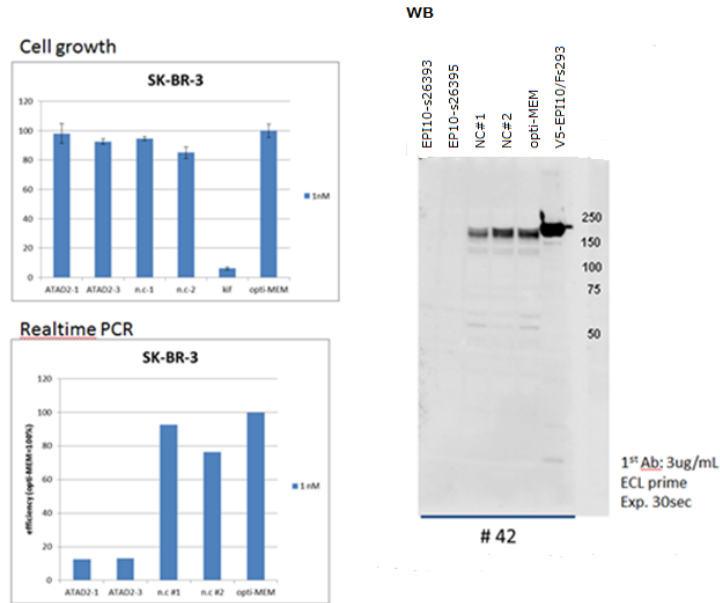 WB
Cell growth
SK-BR-3
120
100
80
60
40
20
0
1nM
ATAD2-1 ATAD2-3 n.c-1 n.c-2 kif opti-MEM
Realtime PCR
SK-BR-3
efficiency (opti-MEM=100%)
120
100
80
60
40
20
0
1 nM
ATAD2-1 ATAD2-3 n.c #1 n.c #2 opti-MEM
EPI10-s26393
EP10-s26395
NC#1
NC#2
opti-MEM
V5-EPI10/Fs293
250
150
100
75
50
1st Ab: 3ug/mL
ECL prime
Exp. 30sec
# 42